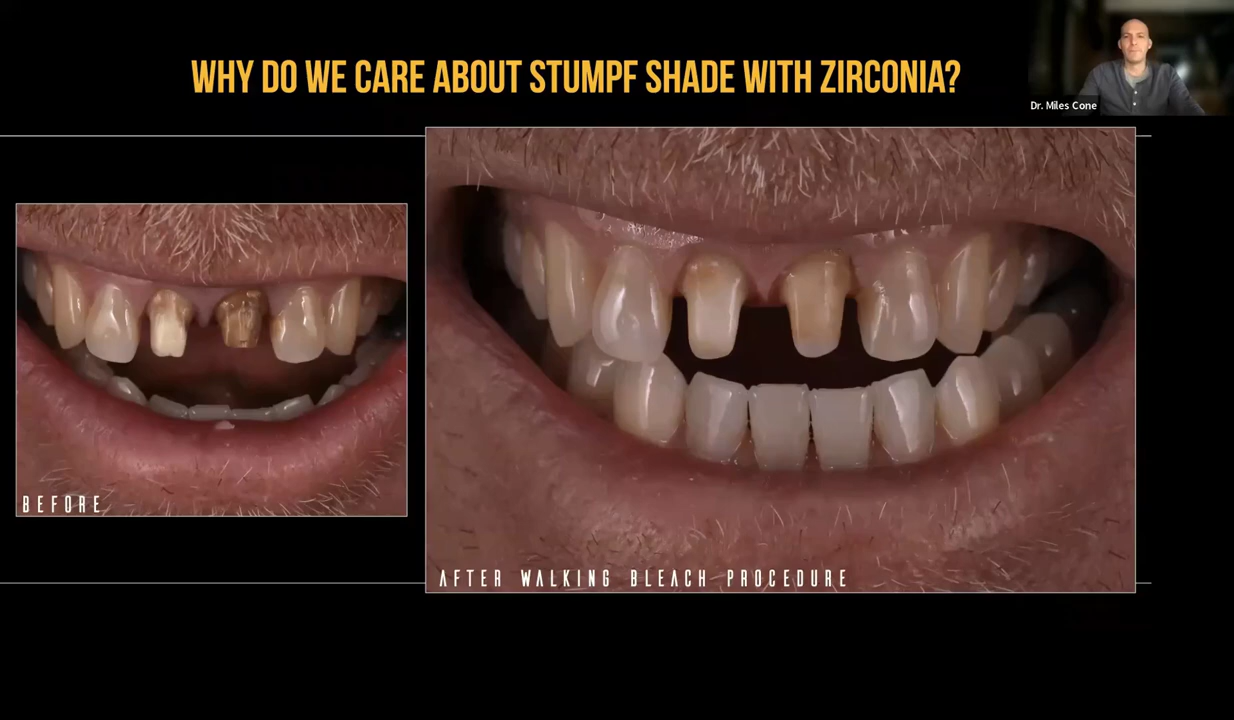 WHY DO WE CARE ABOUT STUMPF SHADE WITH ZIRCONIA?
Dr. Miles Cone
BEFORE
AFTER WALKING BLEACH PROCEDURE